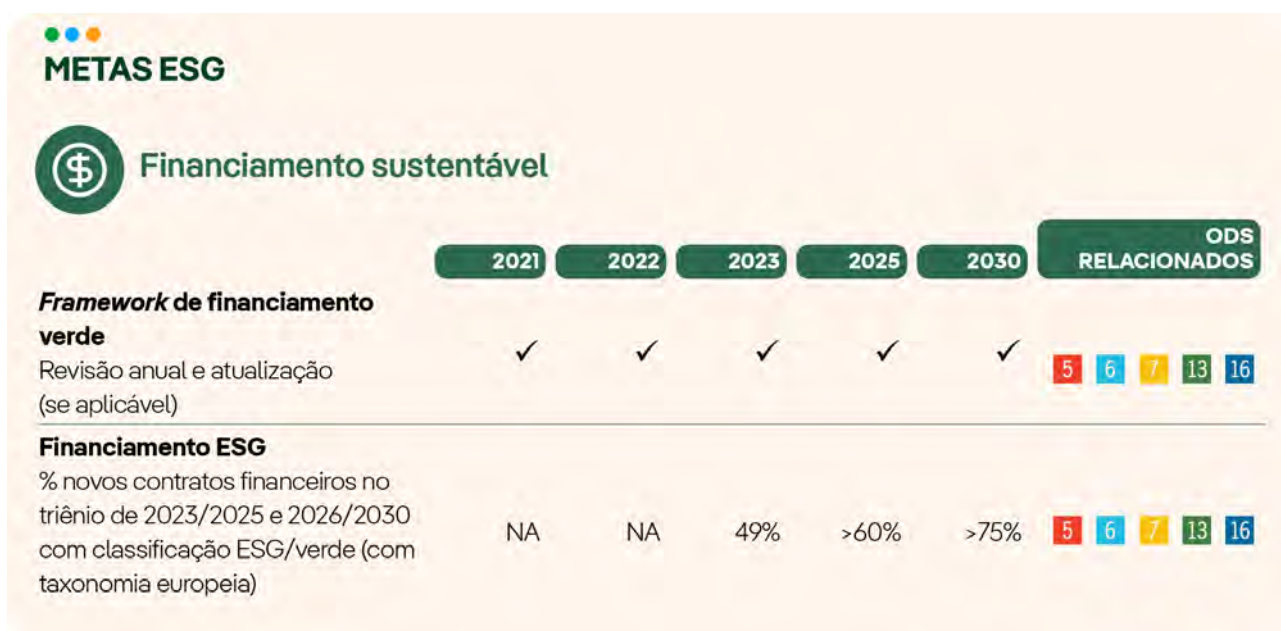 METAS ESG
Financiamento sustentável
2021 2022 2023 2025 2030 ODS RELACIONADOS
Framework de financiamento
verde
Revisão anual e atualização
(se aplicável)
✓ ✓ ✓ ✓ ✓ 5 6 7 13 16
Financiamento ESG
% novos contratos financeiros no
triênio de 2023/2025 e 2026/2030
com classificação ESG/verde (com
taxonomia europeia)
NA NA 49% >60% >75% 5 6 7 13 16